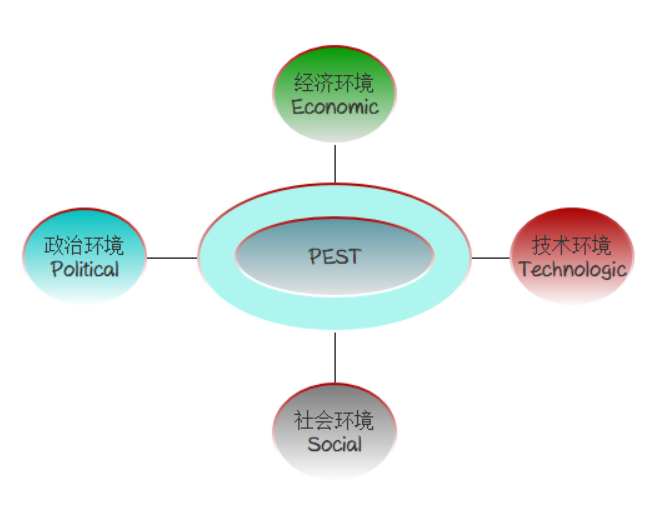 经济环境
Economic
政治环境
Political
PEST
技术环境
Technologic
社会环境
Social